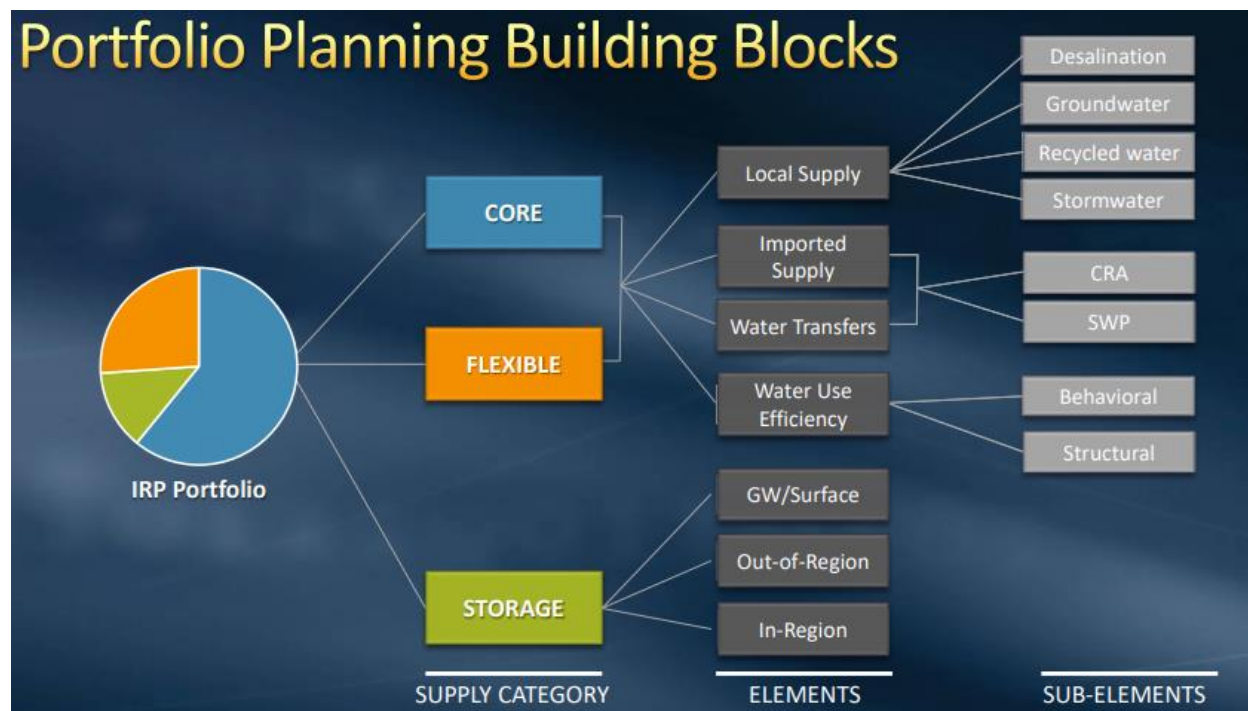 Portfolio Planning Building Blocks
IRP Portfolio
CORE
FLEXIBLE
STORAGE
SUPPLY CATEGORY
Local Supply
Imported
Supply
Water Transfers
Water Use
Efficiency
GW/Surface
Out-of-Region
In-Region
ELEMENTS
Desalination
Groundwater
Recycled water
Stormwater
CRA
SWP
Behavioral
Structural
SUB-ELEMENTS